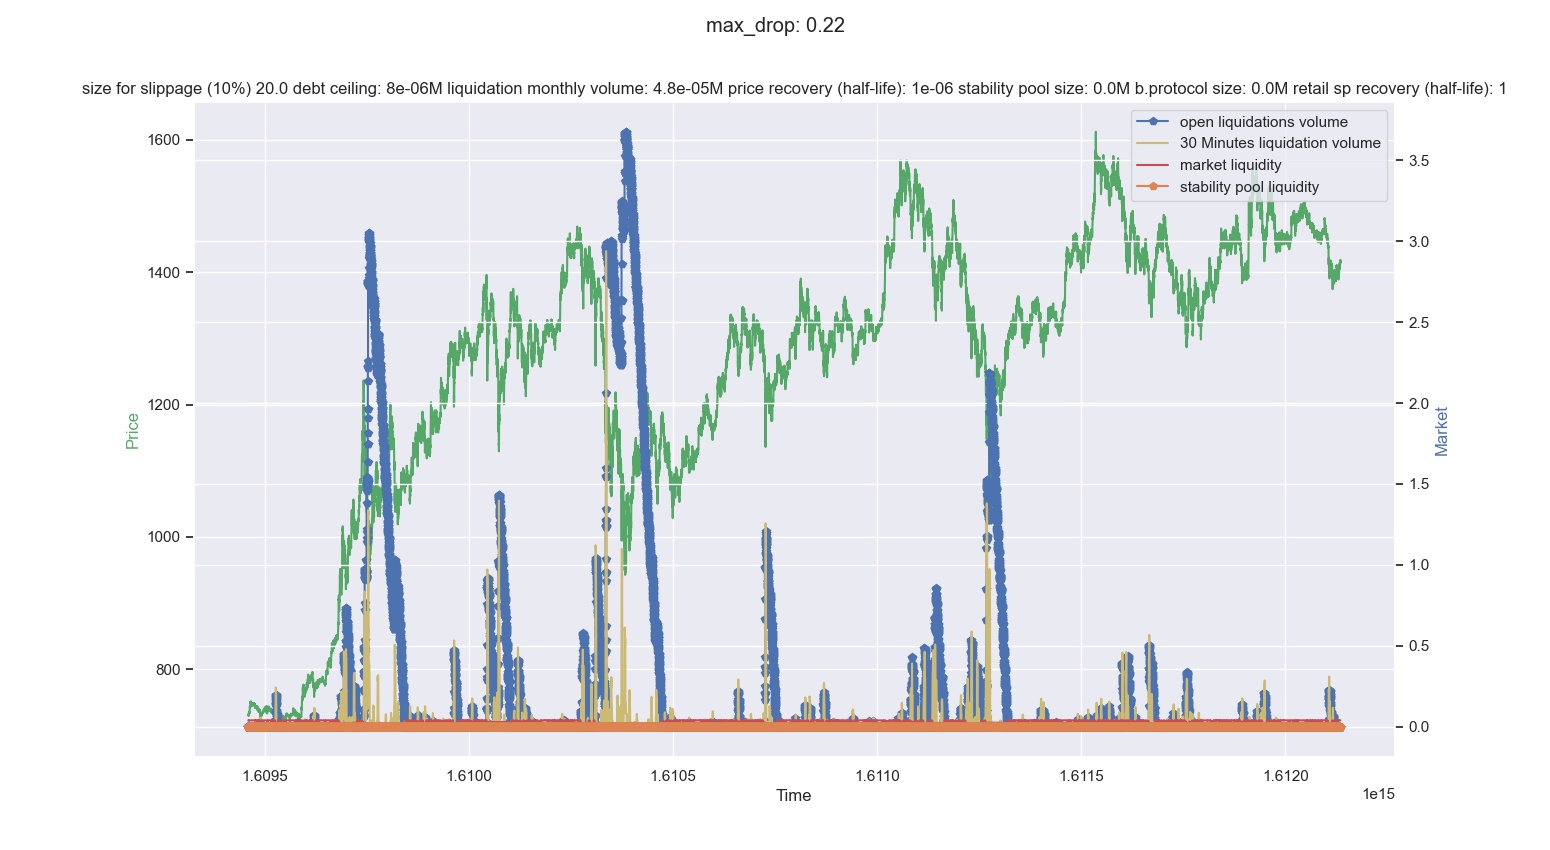 max_drop: 0.22
size for slippage (10%) 20.0 debt ceiling: 8e-06M liquidation monthly volume: 4.8e-05M price recovery (half-life): 1e-06 stability pool size: 0.0M b.protocol size: 0.0M retail sp recovery (half-life): 1
open liquidations volume
30 Minutes liquidation volume
market liquidity
stability pool liquidity
1600
1400
1200
1000
800
Price
3.5
3.0
2.5
2.0
1.5
1.0
0.5
0.0
Market
1.6095 1.6100 1.6105 1.6110 1.6115 1.6120
Time
1e15